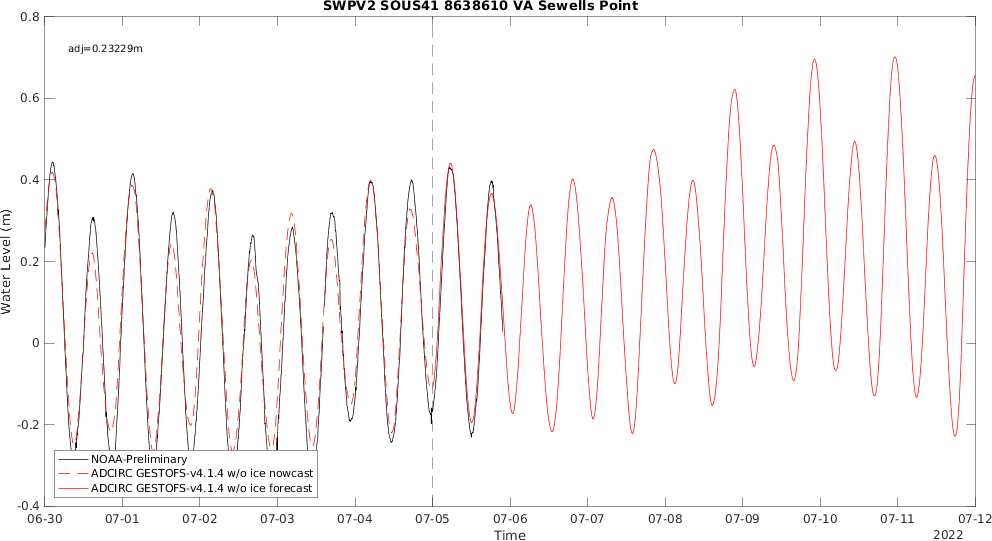 SWPV2 SOUS41 8638610 VA Sewells Point
adj=0.23229m
0.8
0.6
0.4
0.2
0
-0.2
-0.4
Water Level (m)
NOAA-Preliminary
ADCIRC GESTOFS-v4.1.4 w/o ice nowcast
ADCIRC GESTOFS-v4.1.4 w/o ice forecast
06-30 07-01 07-02 07-03 07-04 07-05 07-06 07-07 07-08 07-09 07-10 07-11 07-12
Time
2022